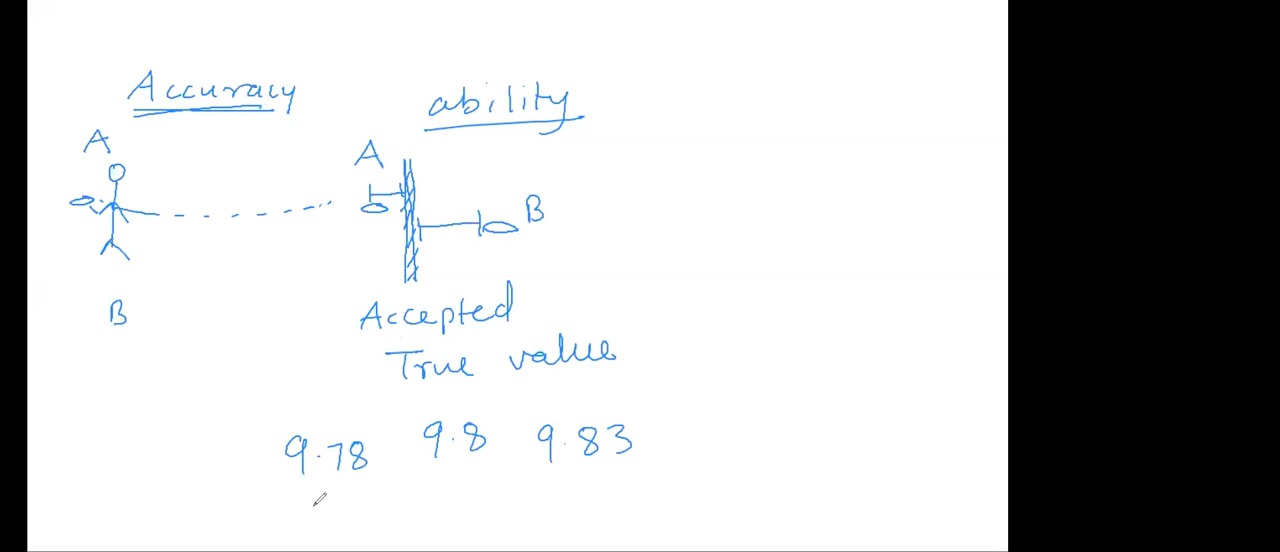 Accuracy ability
A A
B
B
Accepted
True value
9.78 9.8 9.83